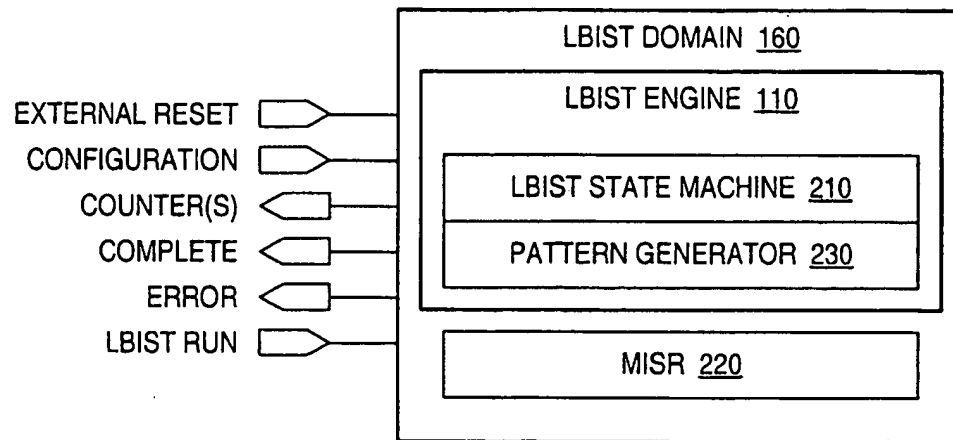 LBIST DOMAIN 160
LBIST ENGINE 110
EXTERNAL RESET
CONFIGURATION
LBIST STATE MACHINE 210
COUNTER(S)
COMPLETE
PATTERN GENERATOR 230
ERROR
LBIST RUN
MISR 220